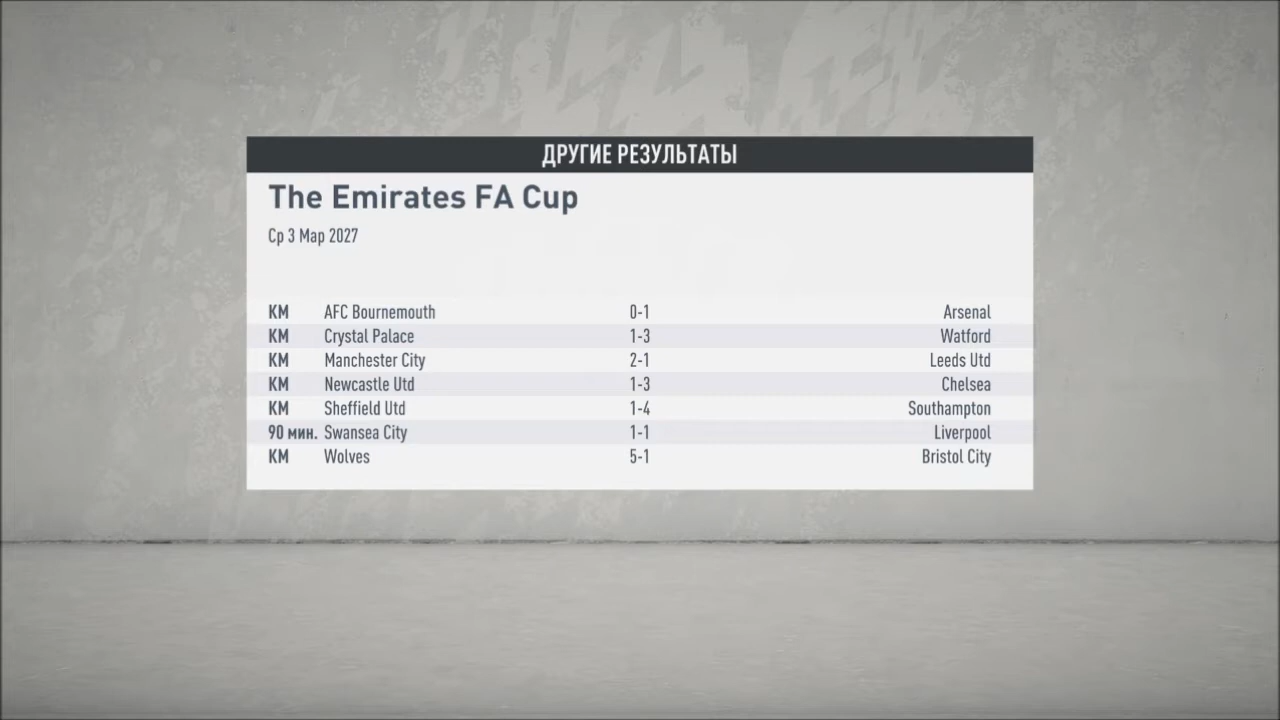 ДРУГИЕ РЕЗУЛЬТАТЫ
The Emirates FA Cup
Ср 3 Мар 2027
КМ AFC Bournemouth 0-1 Arsenal
КМ Crystal Palace 1-3 Watford
КМ Manchester City 2-1 Leeds Utd
КМ Newcastle Utd 1-3 Chelsea
КМ Sheffield Utd 1-4 Southampton
90 мин. Swansea City 1-1 Liverpool
КМ Wolves 5-1 Bristol City